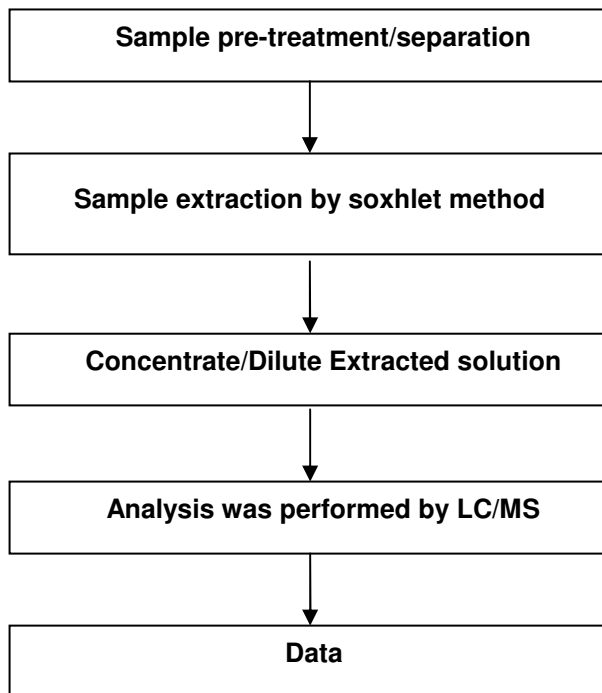 Sample pre-treatment/separation
Sample extraction by soxhlet method
Concentrate/Dilute Extracted solution
Analysis was performed by LC/MS
Data